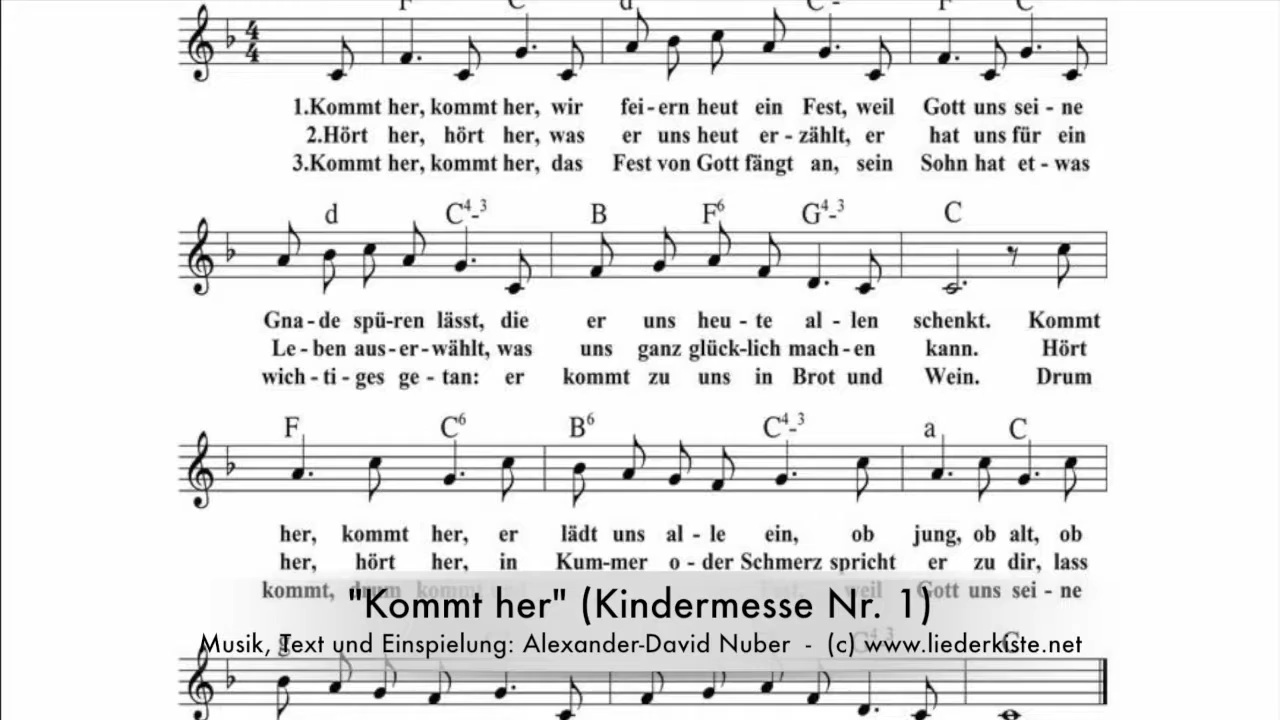 F C d C - F C
1.Kommt her, kommt her, wir fei-ern heut ein Fest, weil Gott uns sei - ne
2.Hört her, hört her, was er uns heut er - zählt, er hat uns für ein
3.Kommt her, kommt her, das Fest von Gott fängt an, sein Sohn hat et - was
d C4-3 B F6 G4-3 C
Gna - de spü-ren lässt, die er uns heu - te al - len schenkt. Kommt
Le - ben aus-er-wählt, was uns ganz glück-lich mach-en kann. Hört
wich - ti - ges ge - tan: er kommt zu uns in Brot und Wein. Drum
F C6 B6 C4-3 a C
her, kommt her, er lädt uns al - le ein, ob jung, ob alt, ob
her, hört her, in Kum-mer o - der Schmerz spricht er zu dir, lass
kommt, drum kommt weil Gott uns sei - ne
"Kommt her" (Kindermesse Nr. 1)
Musik, Text und Einspielung: Alexander-David Nuber - (c) www.liederkiste.net